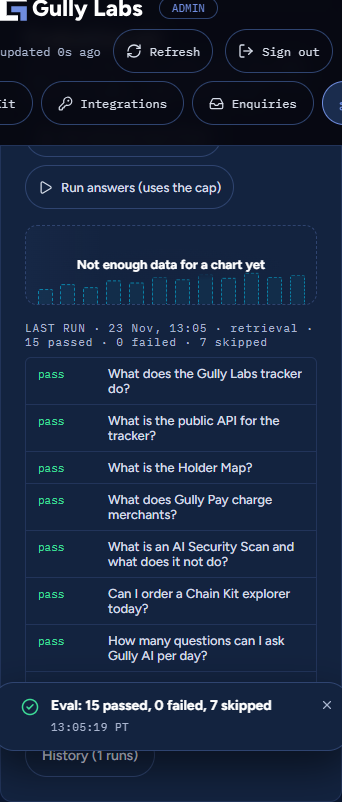 Gully Labs ADMIN
updated 0s ago Refresh Sign out
Kit Integrations Enquiries
Run answers (uses the cap)
Not enough data for a chart yet
LAST RUN · 23 Nov, 13:05 · retrieval ·
15 passed · 0 failed · 7 skipped
pass What does the Gully Labs tracker
do?
pass What is the public API for the
tracker?
pass What is the Holder Map?
pass What does Gully Pay charge
merchants?
pass What is an AI Security Scan and
what does it not do?
pass Can I order a Chain Kit explorer
today?
pass How many questions can I ask
Gully AI per day?
Eval: 15 passed, 0 failed, 7 skipped
13:05:19 PT
History (1 runs)